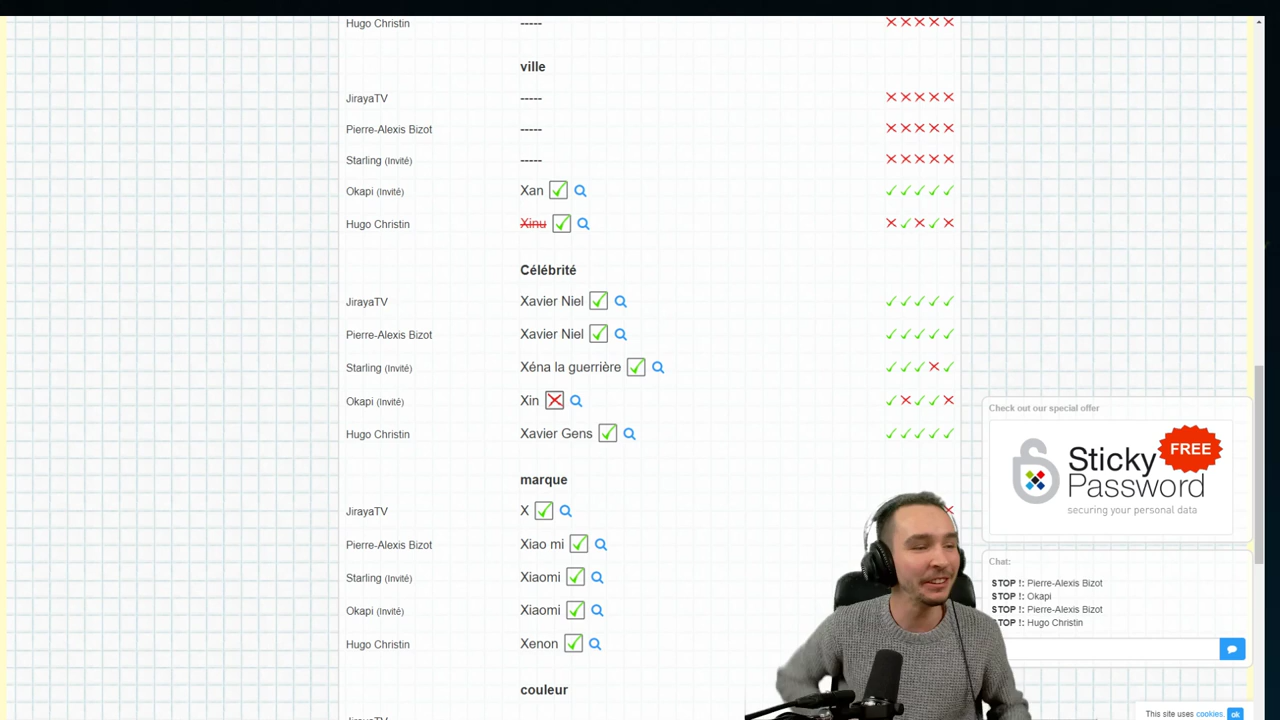 Hugo Christin -----
ville
JirayaTV -----
Pierre-Alexis Bizot -----
Starling (Invité) -----
Okapi (Invité) Xan
Hugo Christin Xinu
Célébrité
JirayaTV Xavier Niel
Pierre-Alexis Bizot Xavier Niel
Starling (Invité) Xéna la guerrière
Okapi (Invité) Xin
Hugo Christin Xavier Gens
marque
JirayaTV X
Pierre-Alexis Bizot Xiao mi
Starling (Invité) Xiaomi
Okapi (Invité) Xiaomi
Hugo Christin Xenon
couleur
Check out our special offer
FREE
Sticky
Password
securing your personal data
Chat:
STOP !: Pierre-Alexis Bizot
STOP !: Okapi
STOP !: Pierre-Alexis Bizot
STOP !: Hugo Christin
This site uses cookies. ok